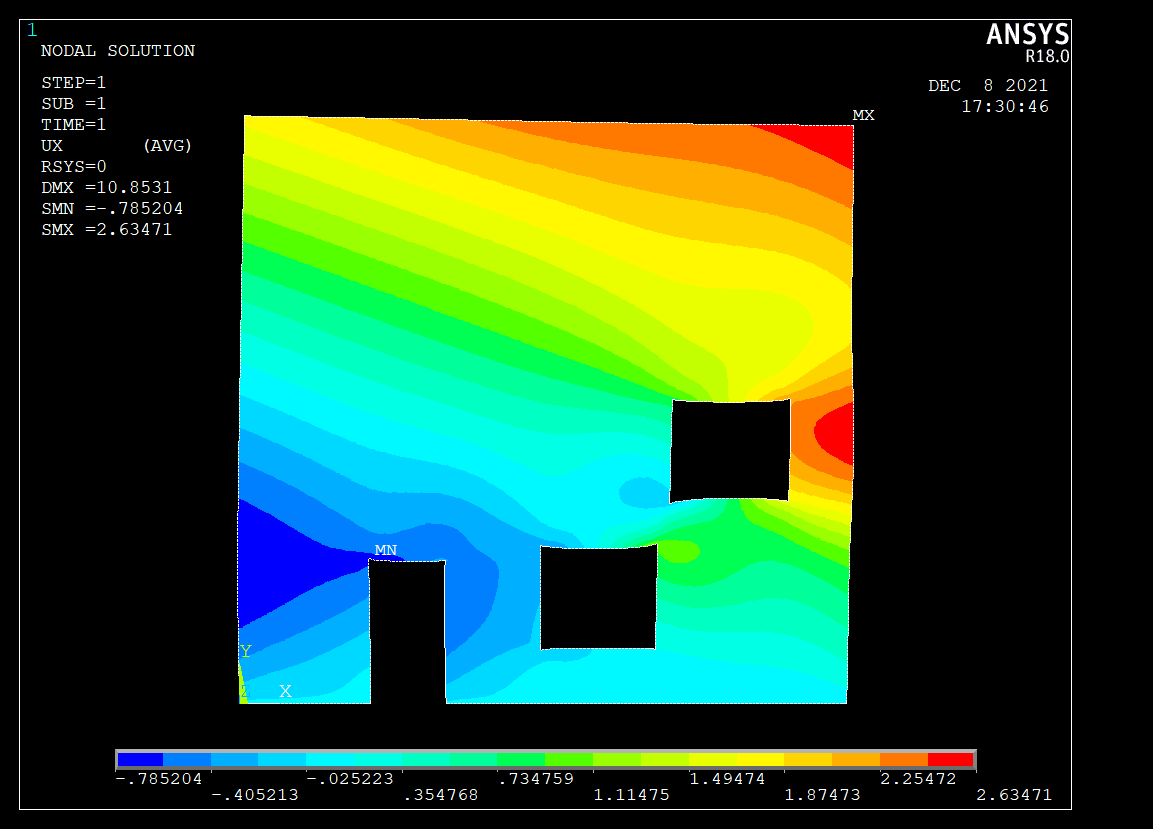 1
ANSYS
R18.0
NODAL SOLUTION
DEC 8 2021
17:30:46
STEP=1
SUB =1
TIME=1
UX (AVG)
RSYS=0
DMX =10.8531
SMN =-.785204
SMX =2.63471
MX
MN
Y
Z X
-.785204 -.025223 .734759 1.49474 2.25472
-.405213 .354768 1.11475 1.87473 2.63471